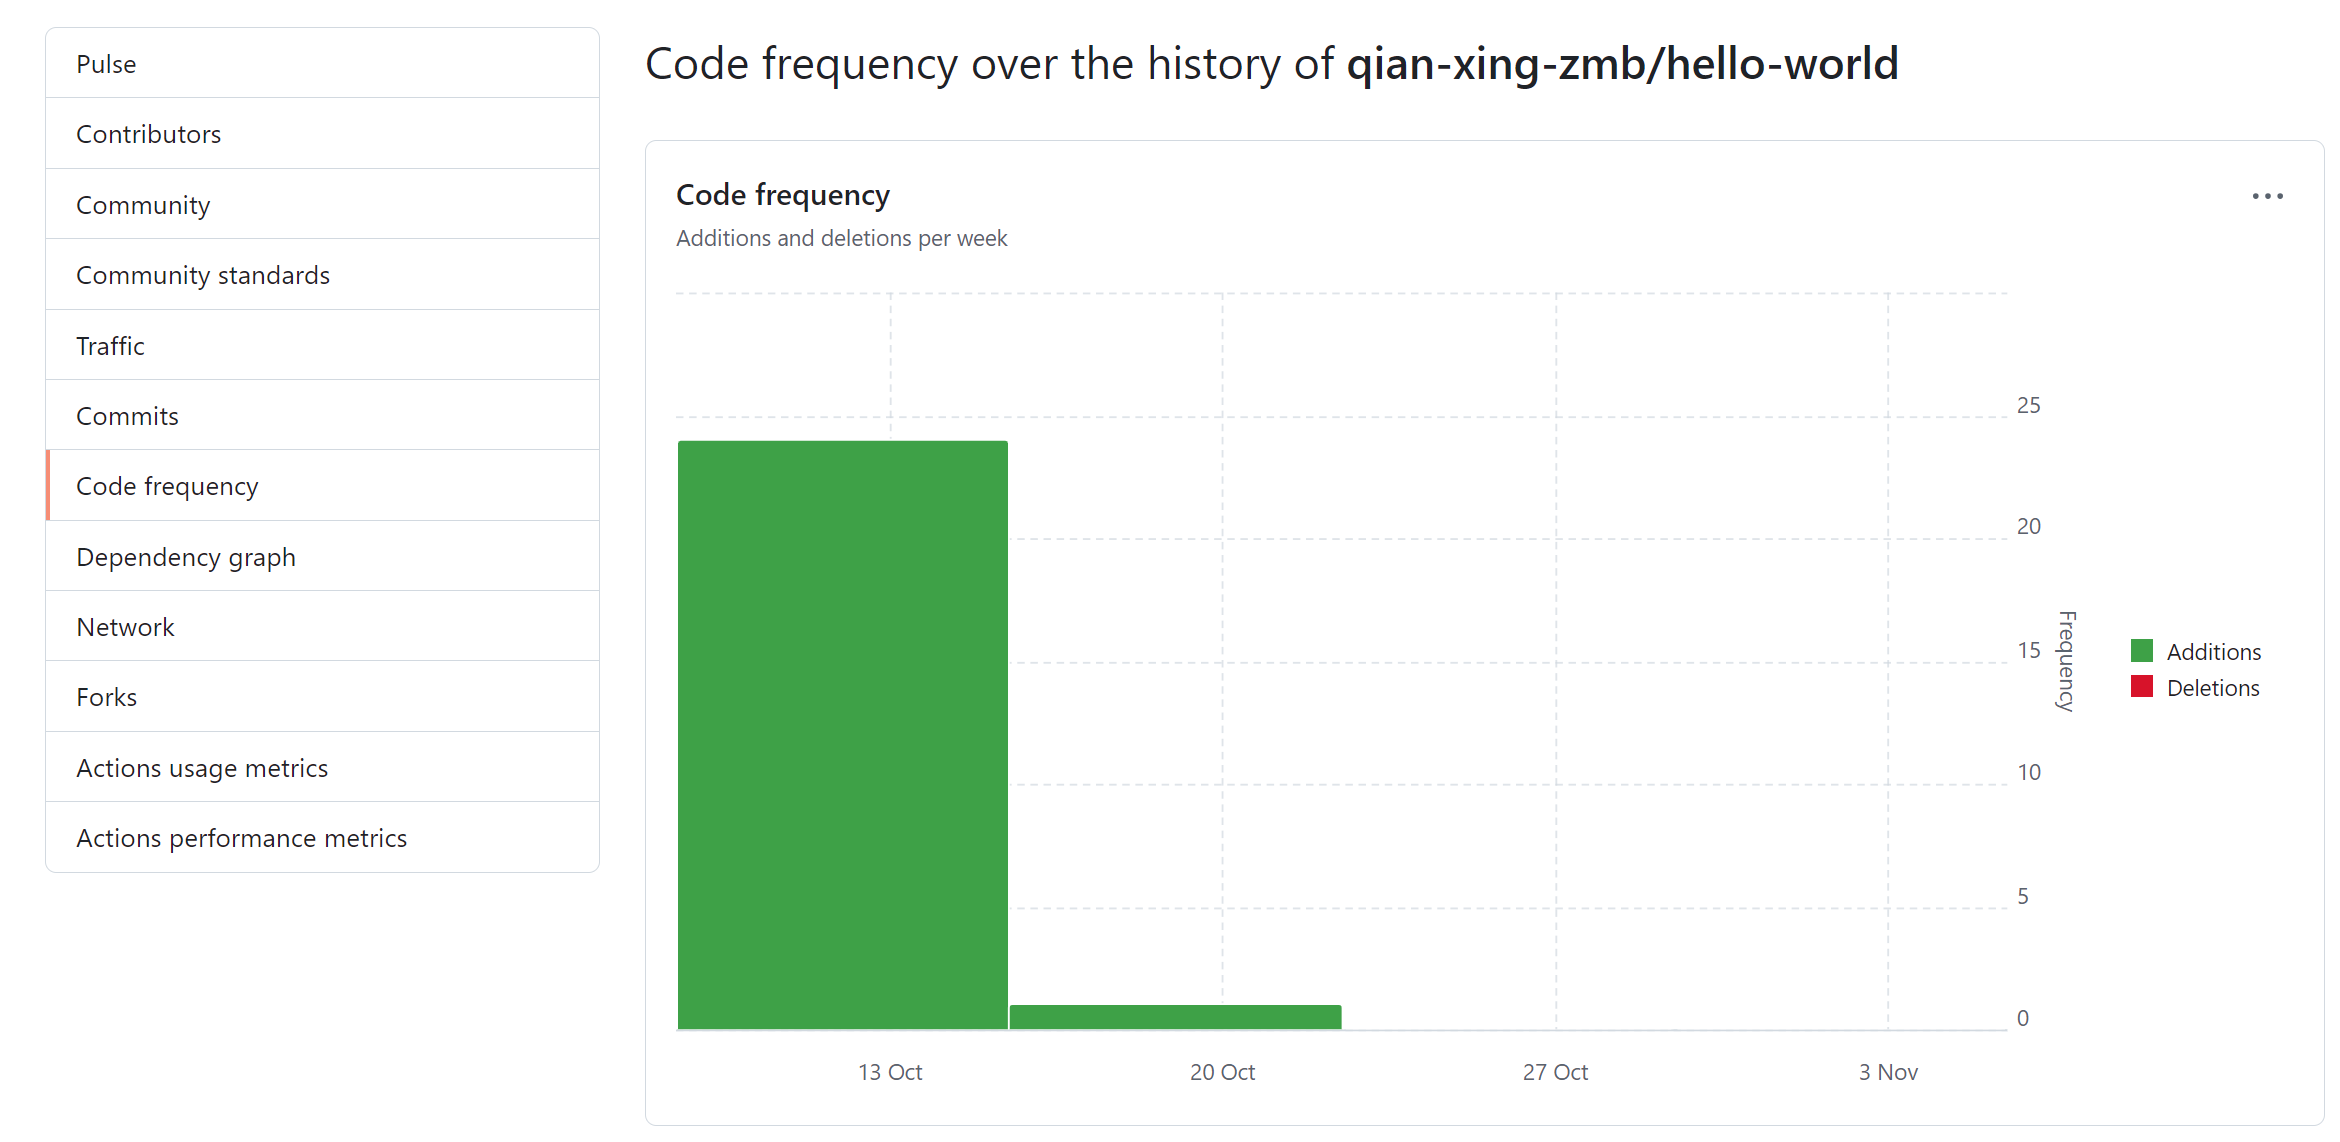 Pulse
Contributors
Community
Community standards
Traffic
Commits
Code frequency
Dependency graph
Network
Forks
Actions usage metrics
Actions performance metrics
Code frequency over the history of qian-xing-zmb/hello-world
Code frequency
Additions and deletions per week
25
20
15
10
5
0
Frequency
Additions
Deletions
13 Oct
20 Oct
27 Oct
3 Nov